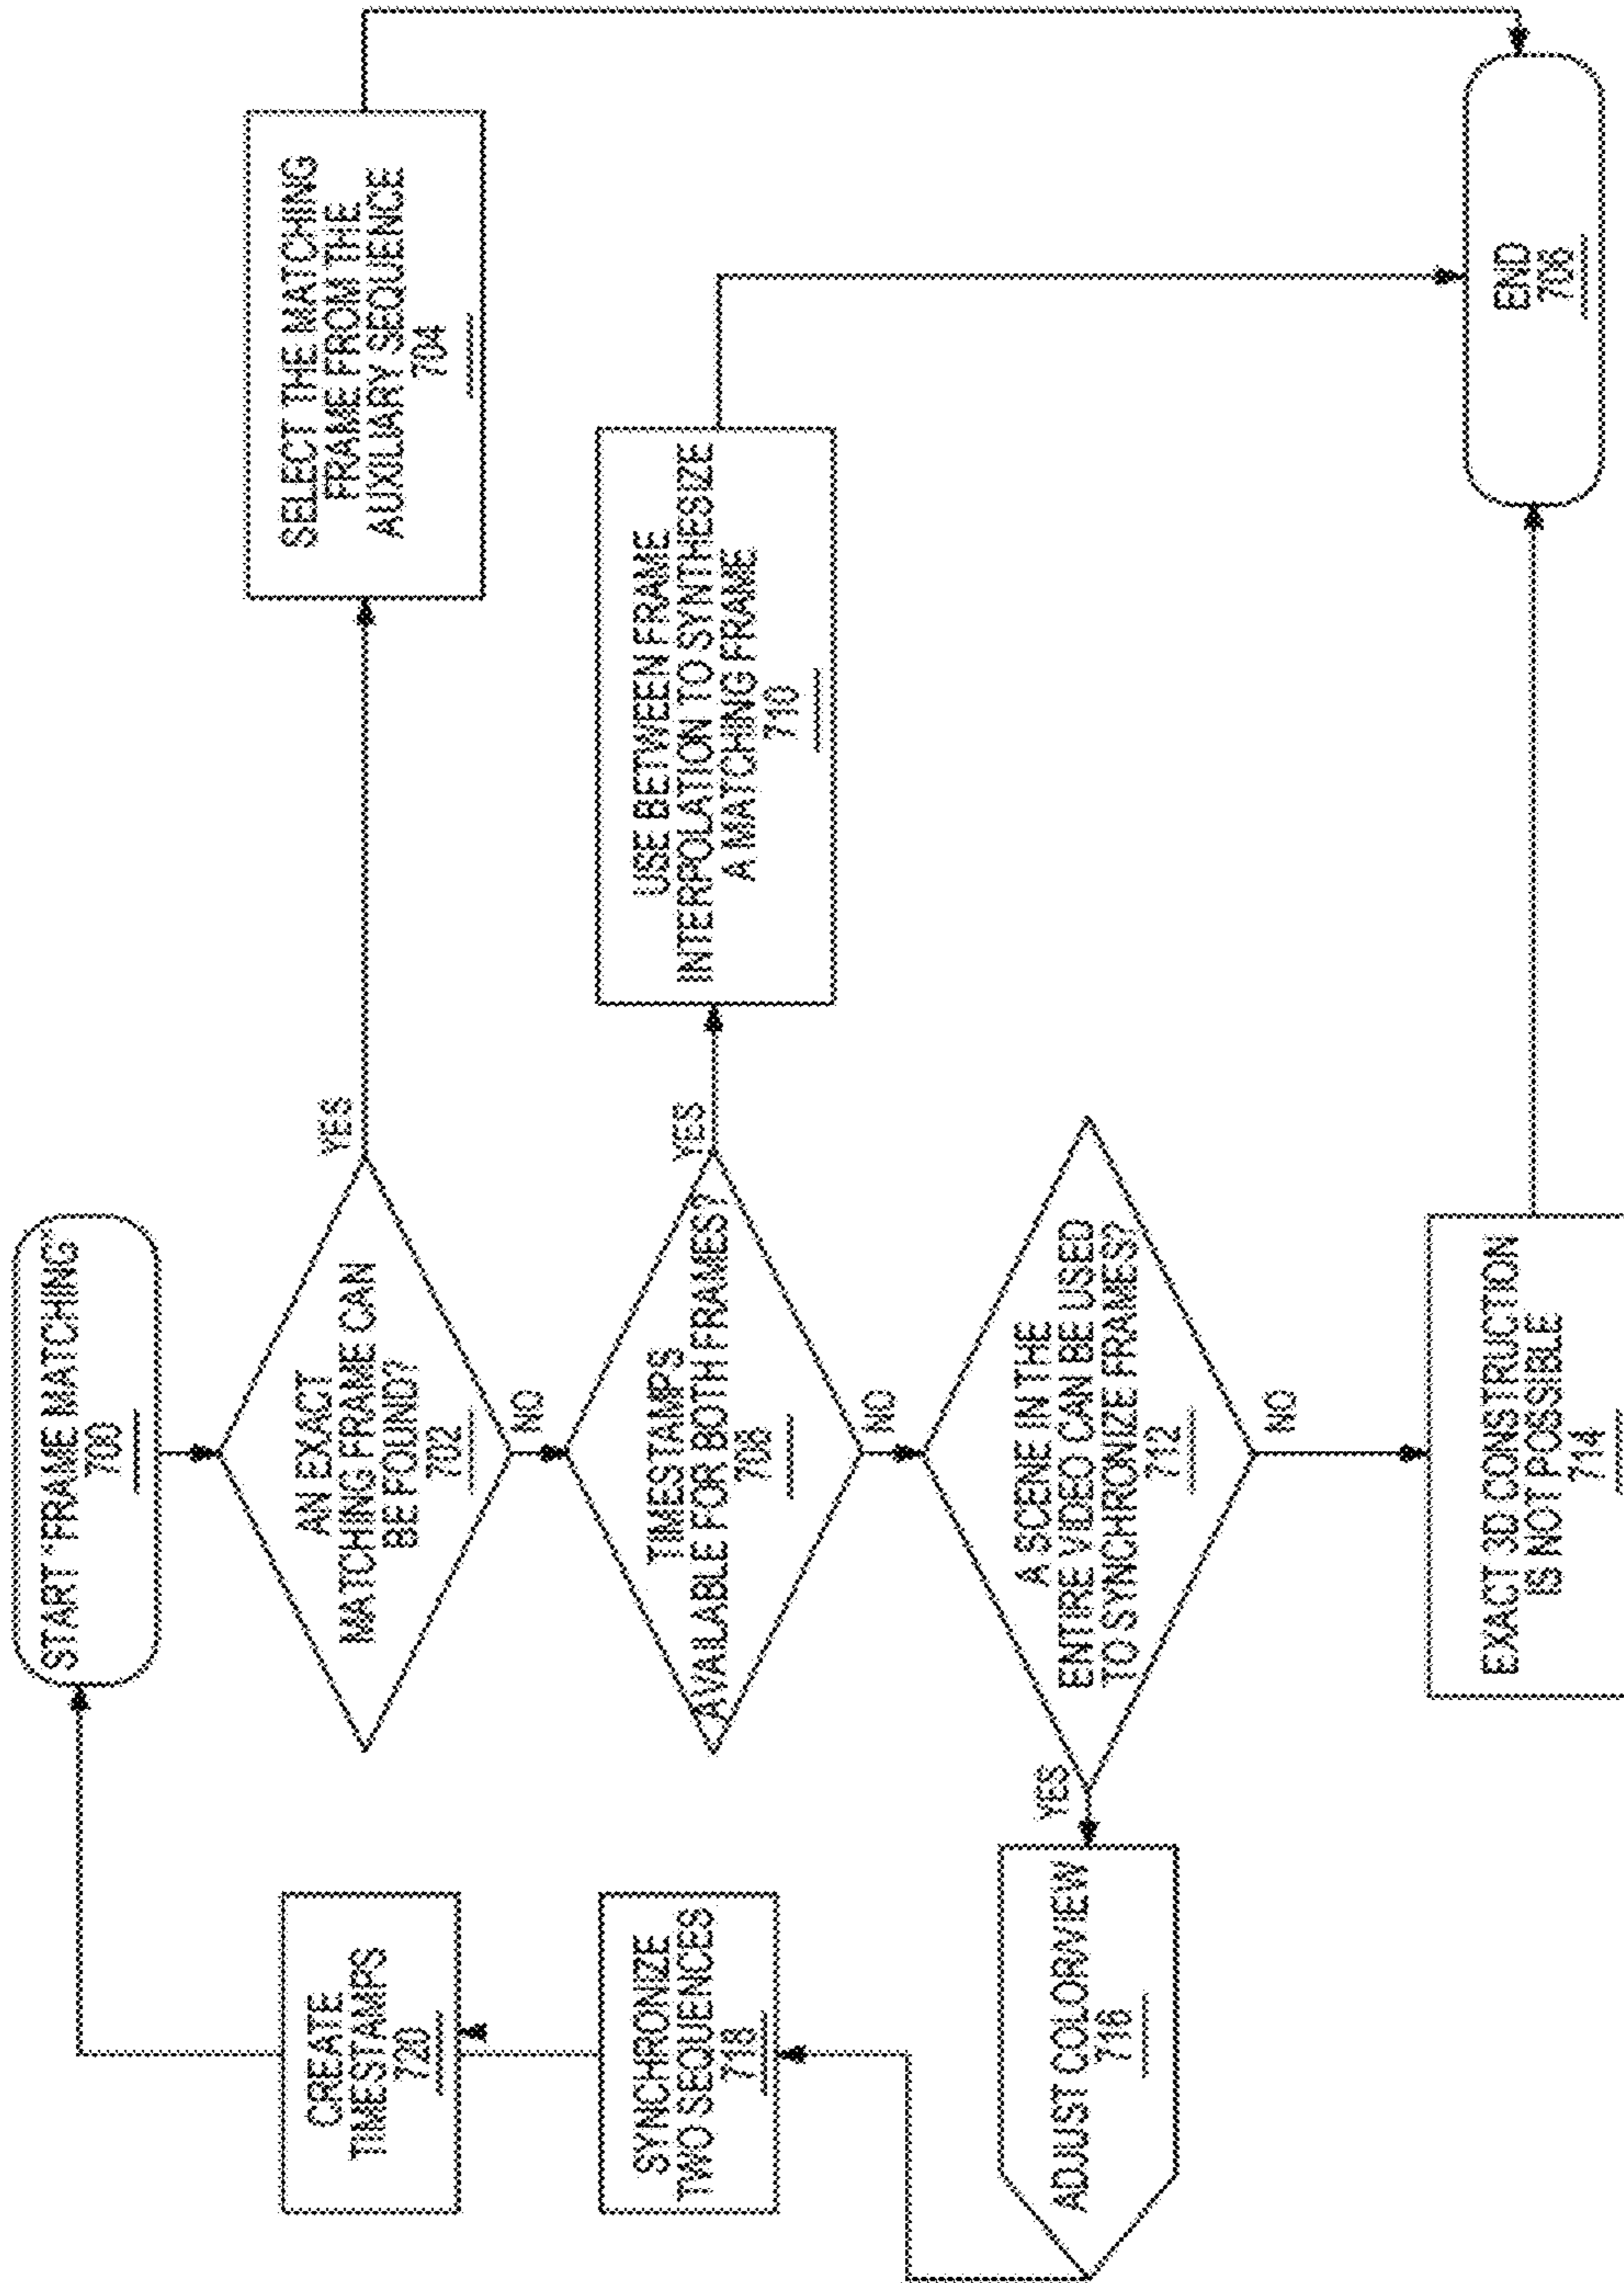 START "FRAME MATCHING"
700
AN EXACT
MATCHING FRAME CAN
BE FOUND?
702
YES
NO
SELECT THE MATCHING
FRAME FROM THE
AUXILIARY SEQUENCE
704
TIMESTAMPS
AVAILABLE FOR BOTH FRAMES?
708
YES
NO
USE BETWEEN FRAME
INTERPOLATION TO SYNTHESIZE
A MATCHING FRAME
710
A SCENE IN THE
ENTIRE VIDEO CAN BE USED
TO SYNCHRONIZE FRAMES?
712
YES
NO
EXACT 3D CONSTRUCTION
IS NOT POSSIBLE
714
END
706
ADJUST COLOR/VIEW
716
SYNCHRONIZE
TWO SEQUENCES
718
CREATE
TIMESTAMPS
720